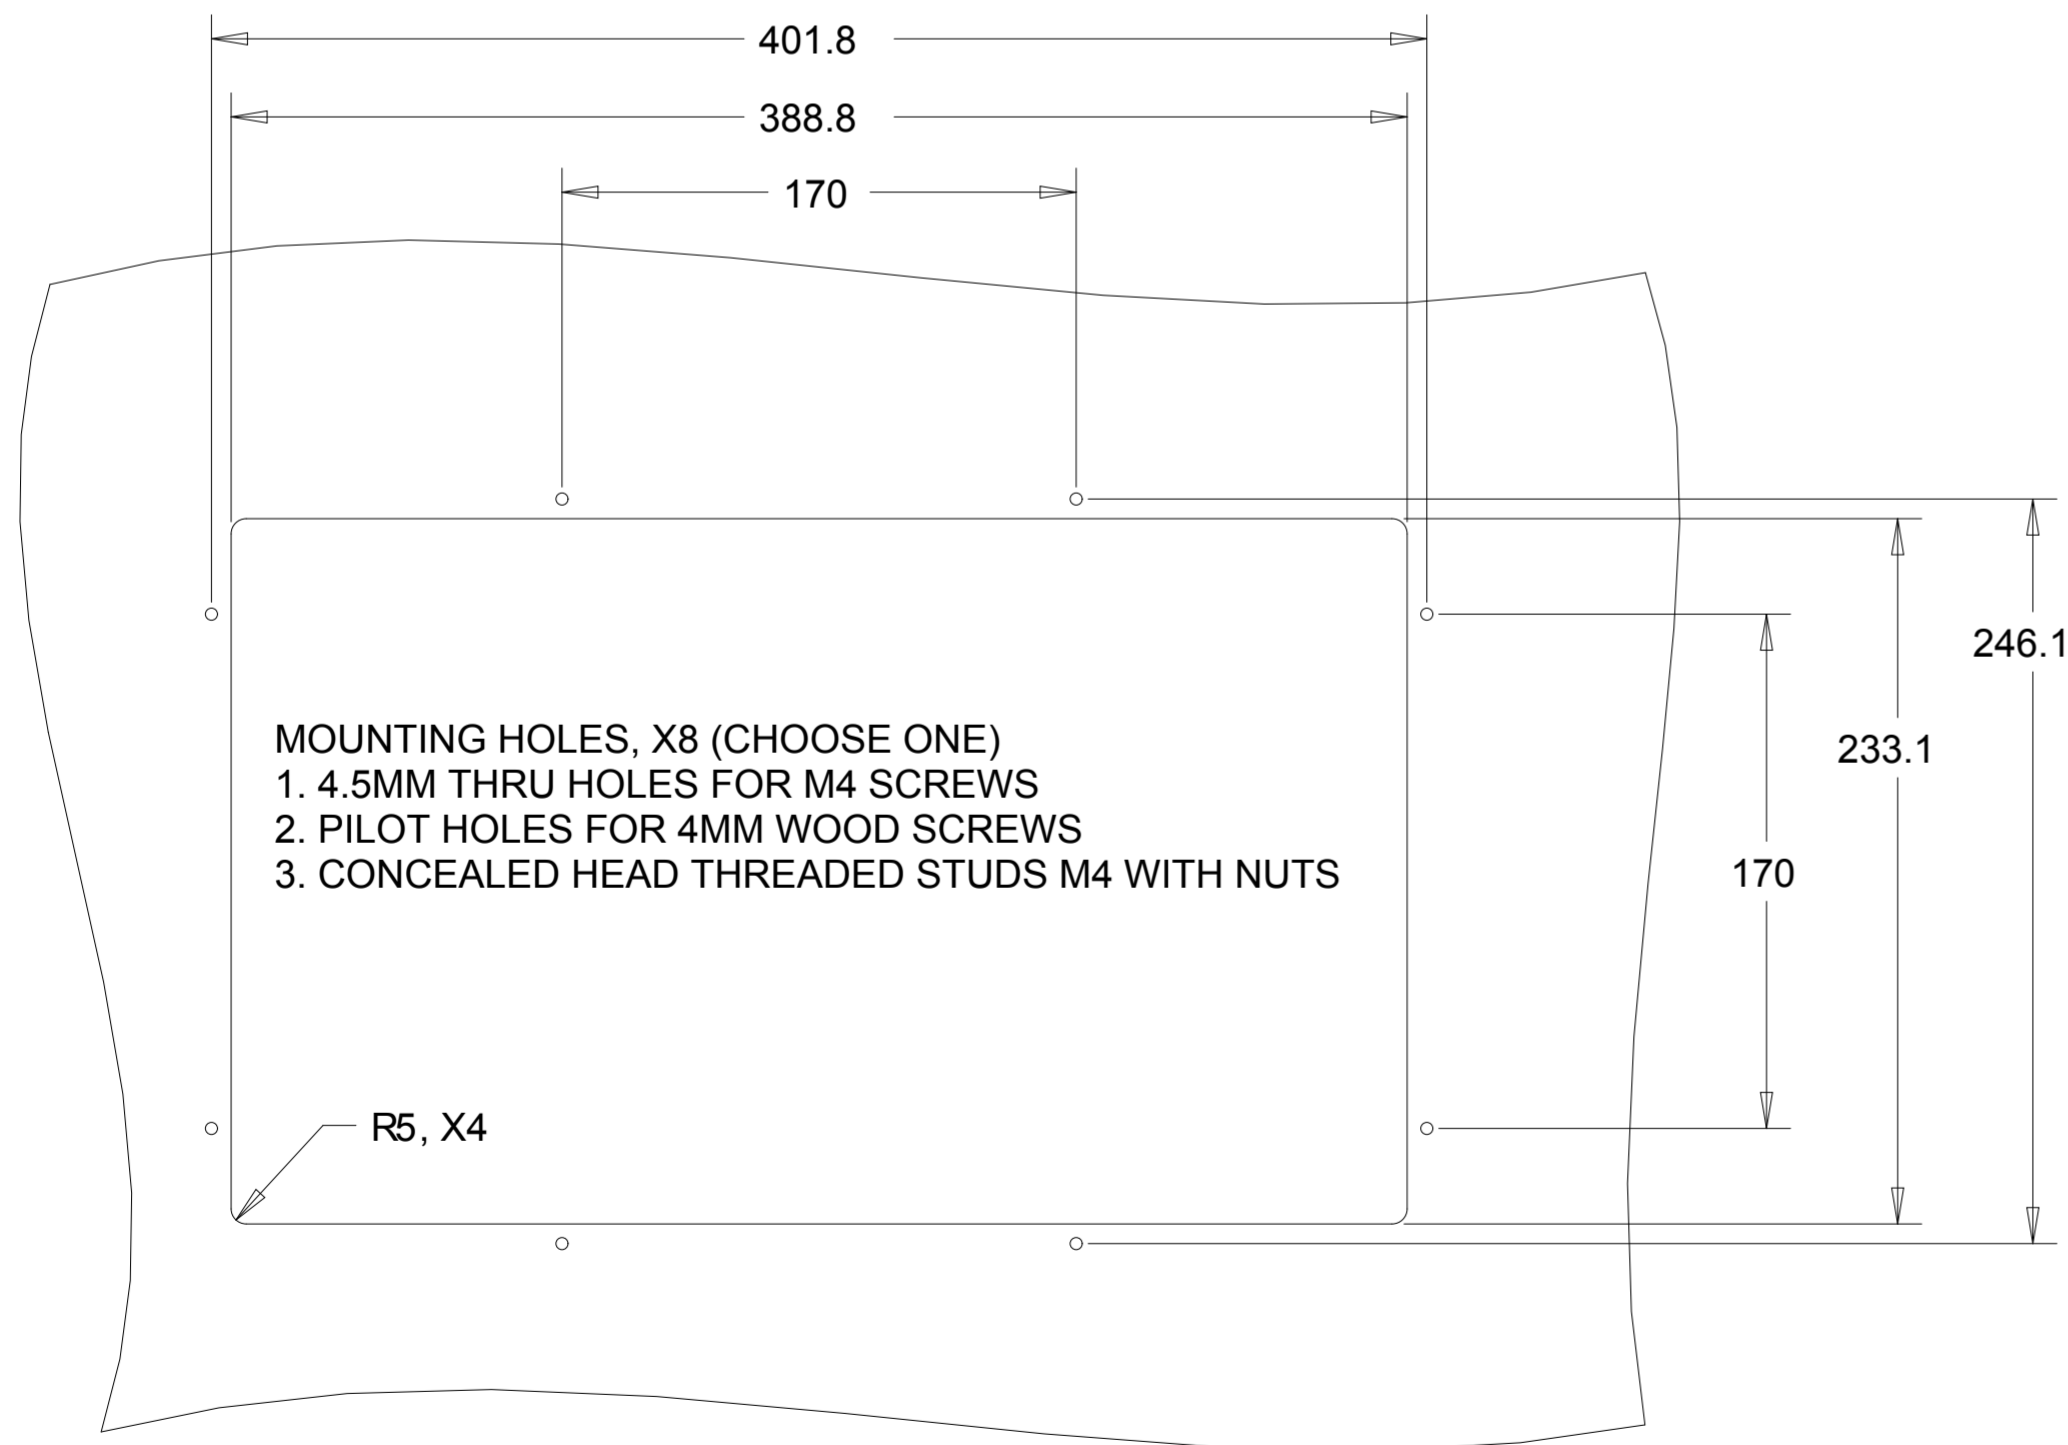 401.8
388.8
170
246.1
233.1
170
MOUNTING HOLES, X8 (CHOOSE ONE)
1. 4.5MM THRU HOLES FOR M4 SCREWS
2. PILOT HOLES FOR 4MM WOOD SCREWS
3. CONCEALED HEAD THREADED STUDS M4 WITH NUTS
R5, X4